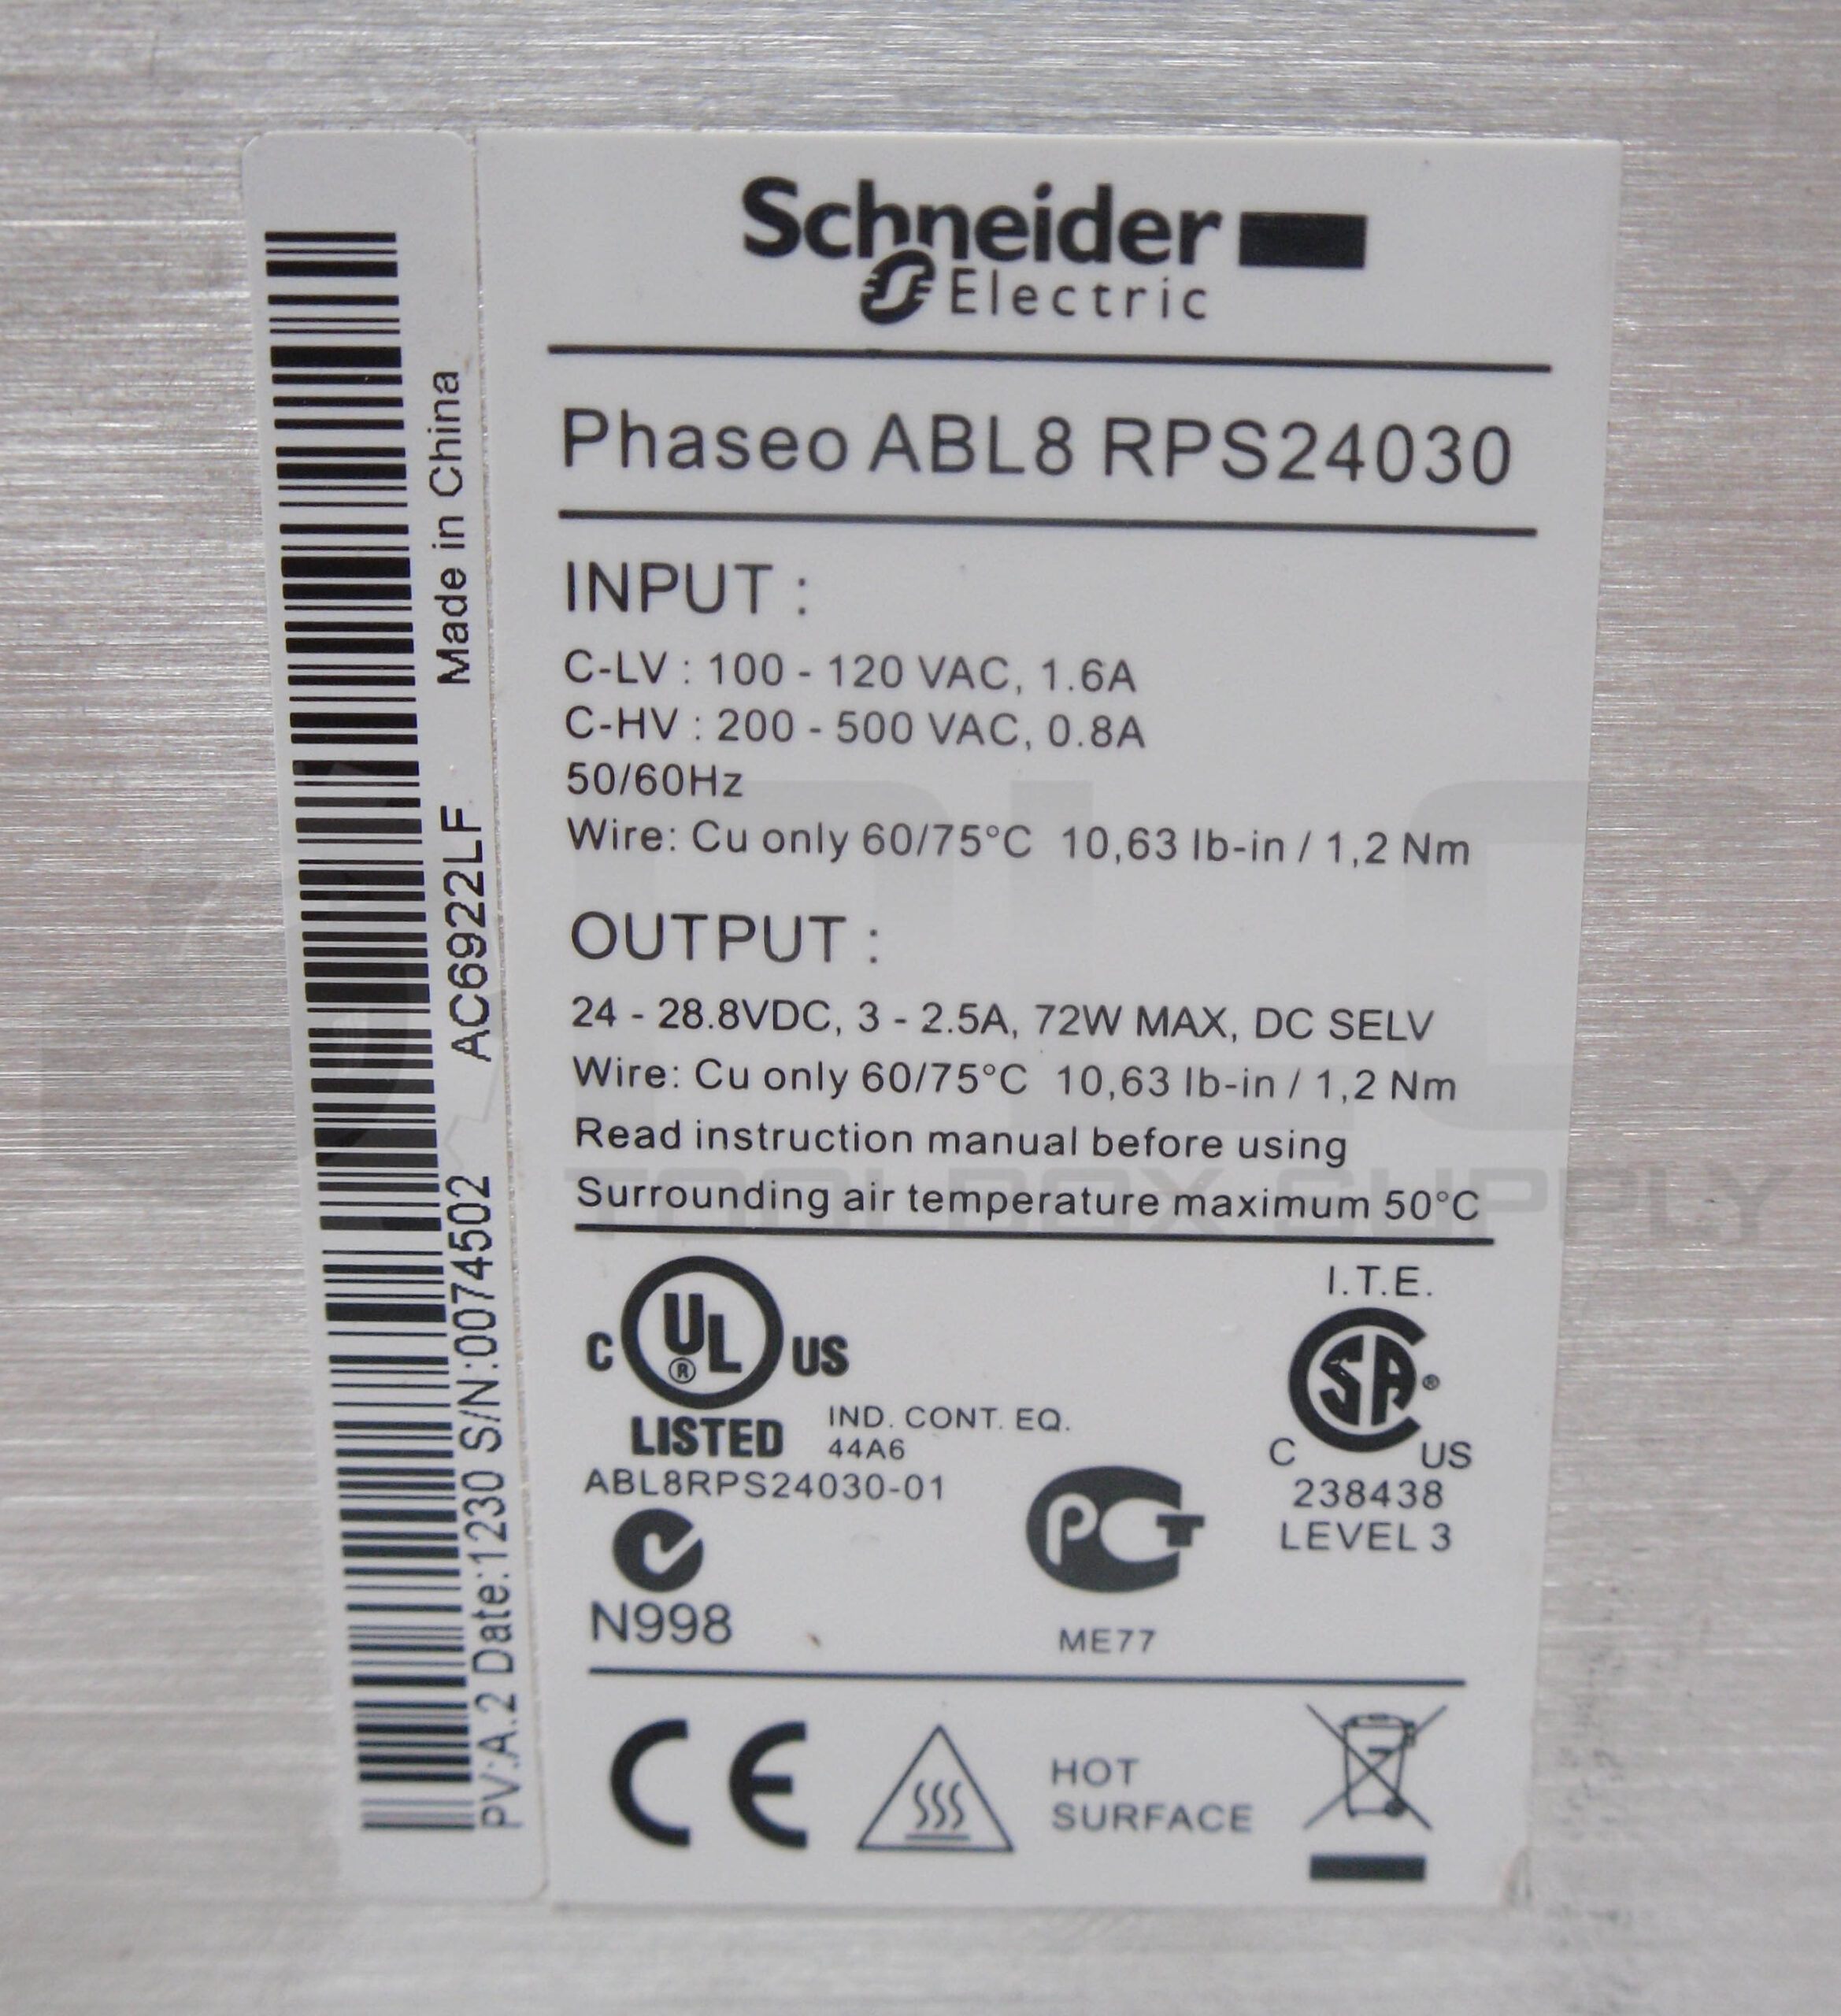 Schneider
Electric
Phaseo ABL8 RPS24030
INPUT :
C-LV : 100 - 120 VAC, 1.6A
C-HV : 200 - 500 VAC, 0.8A
50/60Hz
Wire: Cu only 60/75°C 10,63 lb-in / 1,2 Nm
OUTPUT :
24 - 28.8VDC, 3 - 2.5A, 72W MAX, DC SELV
Wire: Cu only 60/75°C 10,63 lb-in / 1,2 Nm
Read instruction manual before using
Surrounding air temperature maximum 50°C
C UL ® US
LISTED
IND. CONT. EQ.
44A6
ABL8RPS24030-01
I.T.E.
SA ®
C US
238438
LEVEL 3
N998
PCT
ME77
CE
HOT
SURFACE
PV:A.2 Date:1230 S/N:0074502 AC6922LF Made in China
PLC
TOOLBOX SUPPLY